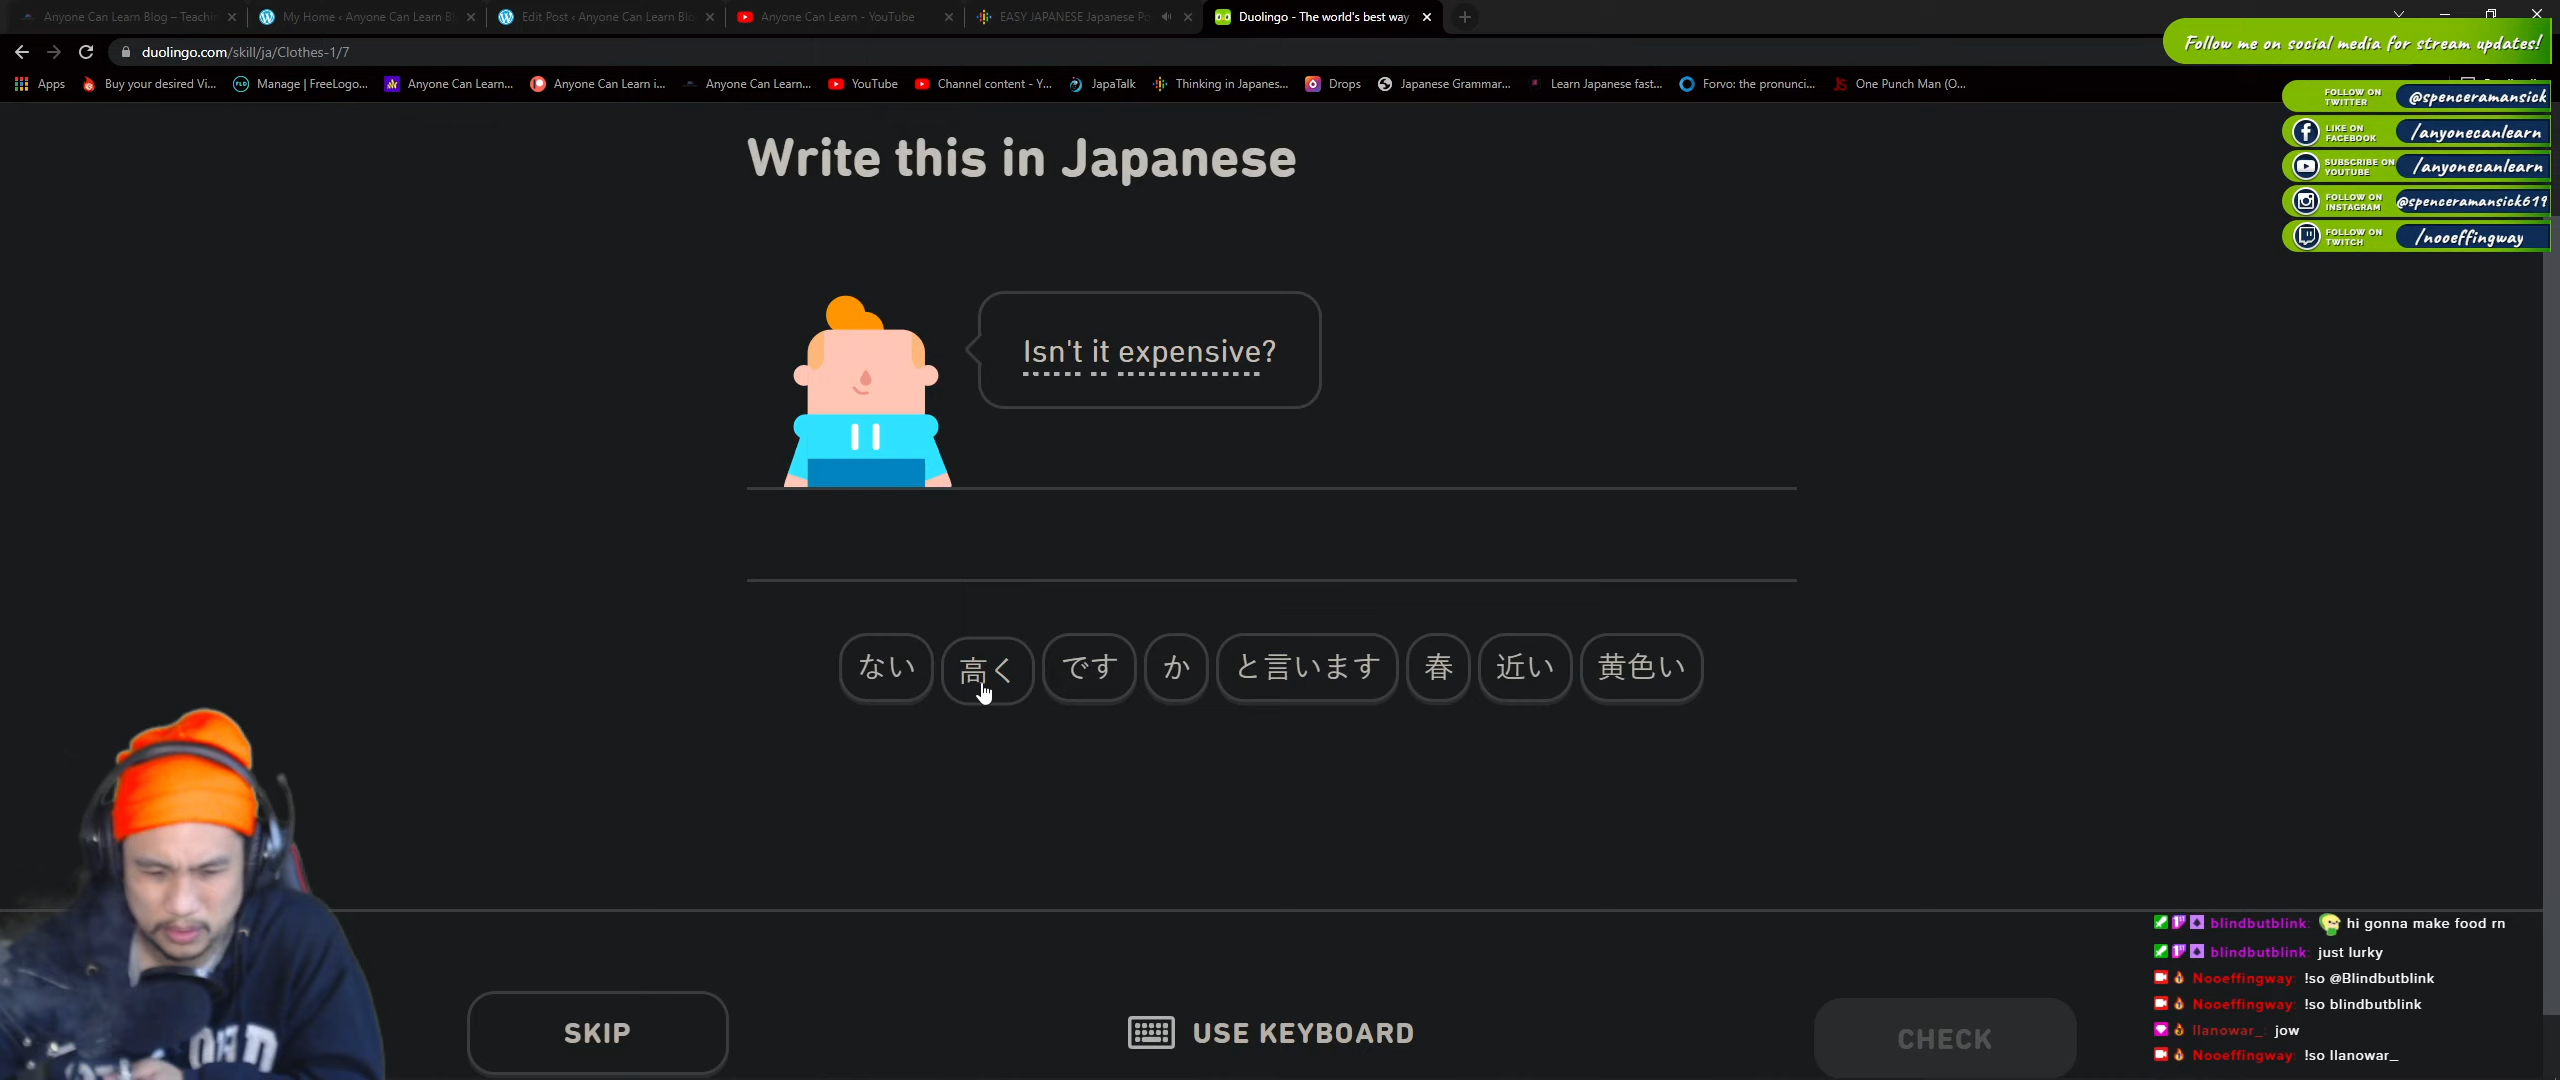 Anyone Can Learn Blog – Teachin
My Home ‹ Anyone Can Learn B
Edit Post ‹ Anyone Can Learn Blo
Anyone Can Learn - YouTube
EASY JAPANESE Japanese Po
Duolingo - The world's best way
duolingo.com/skill/ja/Clothes-1/7
Follow me on social media for stream updates!
Apps
Buy your desired Vi...
Manage | FreeLogo...
Anyone Can Learn...
Anyone Can Learn i...
Anyone Can Learn...
YouTube
Channel content - Y...
JapaTalk
Thinking in Japanes...
Drops
Japanese Grammar...
Learn Japanese fast...
Forvo: the pronunci...
One Punch Man (O...
FOLLOW ON TWITTER
@spenceramansick
LIKE ON FACEBOOK
/anyonecanlearn
SUBSCRIBE ON YOUTUBE
/anyonecanlearn
FOLLOW ON INSTAGRAM
@spenceramansick619
FOLLOW ON TWITCH
/nooeffingway
Write this in Japanese
Isn't it expensive?
ない 高く です か と言います 春 近い 黄色い
blindbutblink: hi gonna make food rn
blindbutblink: just lurky
Nooeffingway: !so @Blindbutblink
Nooeffingway: !so blindbutblink
llanowar_: jow
Nooeffingway: !so llanowar_
SKIP
USE KEYBOARD
CHECK